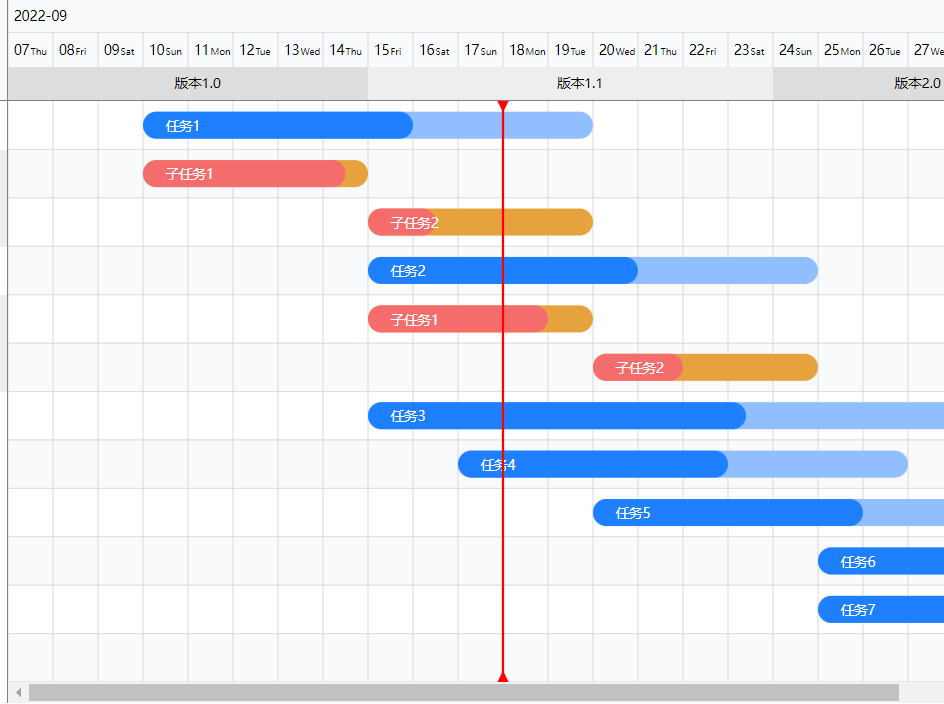 2022-09
07Thu 08Fri 09Sat 10Sun 11Mon 12Tue 13Wed 14Thu 15Fri 16Sat 17Sun 18Mon 19Tue 20Wed 21Thu 22Fri 23Sat 24Sun 25Mon 26Tue 27We
版本1.0 版本1.1 版本2.0
任务1
子任务1
子任务2
任务2
子任务1
子任务2
任务3
任务4
任务5
任务6
任务7